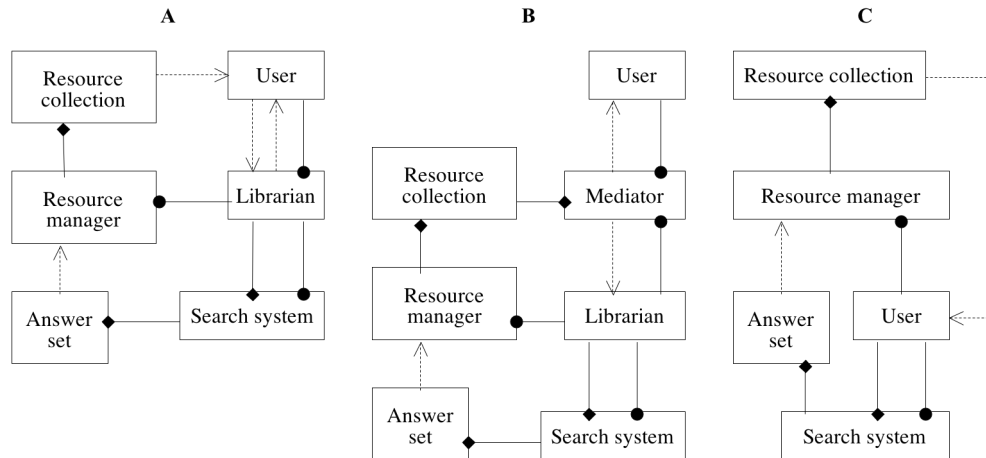 A
B
C
Resource
collection
User
Resource
manager
Librarian
Answer
set
Search system
User
Resource
collection
Mediator
Resource
manager
Librarian
Answer
set
Search system
Resource collection
Resource manager
Answer
set
User
Search system